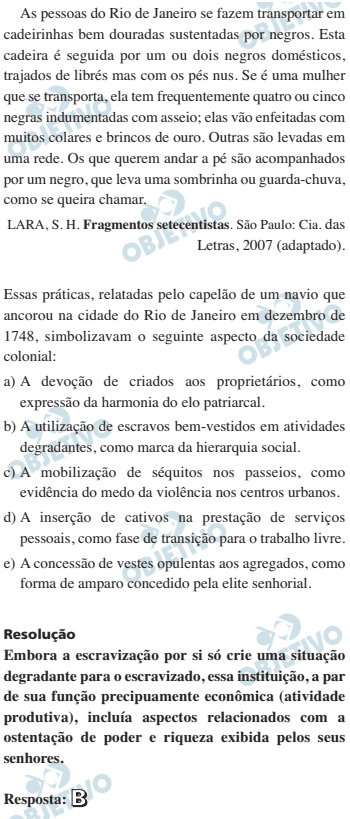 As pessoas do Rio de Janeiro se fazem transportar em
cadeirinhas bem douradas sustentadas por negros. Esta
cadeira é seguida por um ou dois negros domésticos,
trajados de librés mas com os pés nus. Se é uma mulher
que se transporta, ela tem frequentemente quatro ou cinco
negras indumentadas com asseio; elas vão enfeitadas com
muitos colares e brincos de ouro. Outras são levadas em
uma rede. Os que querem andar a pé são acompanhados
por um negro, que leva uma sombrinha ou guarda-chuva,
como se queira chamar.
LARA, S. H. Fragmentos setecentistas. São Paulo: Cia. das
Letras, 2007 (adaptado).
Essas práticas, relatadas pelo capelão de um navio que
ancorou na cidade do Rio de Janeiro em dezembro de
1748, simbolizavam o seguinte aspecto da sociedade
colonial:
a) A devoção de criados aos proprietários, como
expressão da harmonia do elo patriarcal.
b) A utilização de escravos bem-vestidos em atividades
degradantes, como marca da hierarquia social.
c) A mobilização de séquitos nos passeios, como
evidência do medo da violência nos centros urbanos.
d) A inserção de cativos na prestação de serviços
pessoais, como fase de transição para o trabalho livre.
e) A concessão de vestes opulentas aos agregados, como
forma de amparo concedido pela elite senhorial.
Resolução
Embora a escravização por si só crie uma situação
degradante para o escravizado, essa instituição, a par
de sua função precipuamente econômica (atividade
produtiva), incluía aspectos relacionados com a
ostentação de poder e riqueza exibida pelos seus
senhores.
Resposta: B